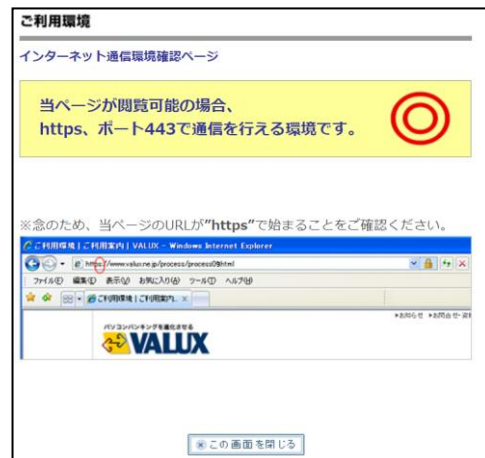 ご利用環境
インターネット通信環境確認ページ
当ページが閲覧可能の場合、
https、ポート443で通信を行える環境です。
※念のため、当ページのURLが"https"で始まることをご確認ください。
ご利用環境 | ご利用案内 | VALUX - Windows Internet Explorer
https://www.valux.ne.jp/process/process09html
ファイル(F) 編集(E) 表示(V) お気に入り(A) ツール(T) ヘルプ(H)
ご利用環境 | ご利用案内... ×
▸お知らせ ▸お問合せ・資
パソコンバンキングを進化させる
VALUX
この画面を閉じる